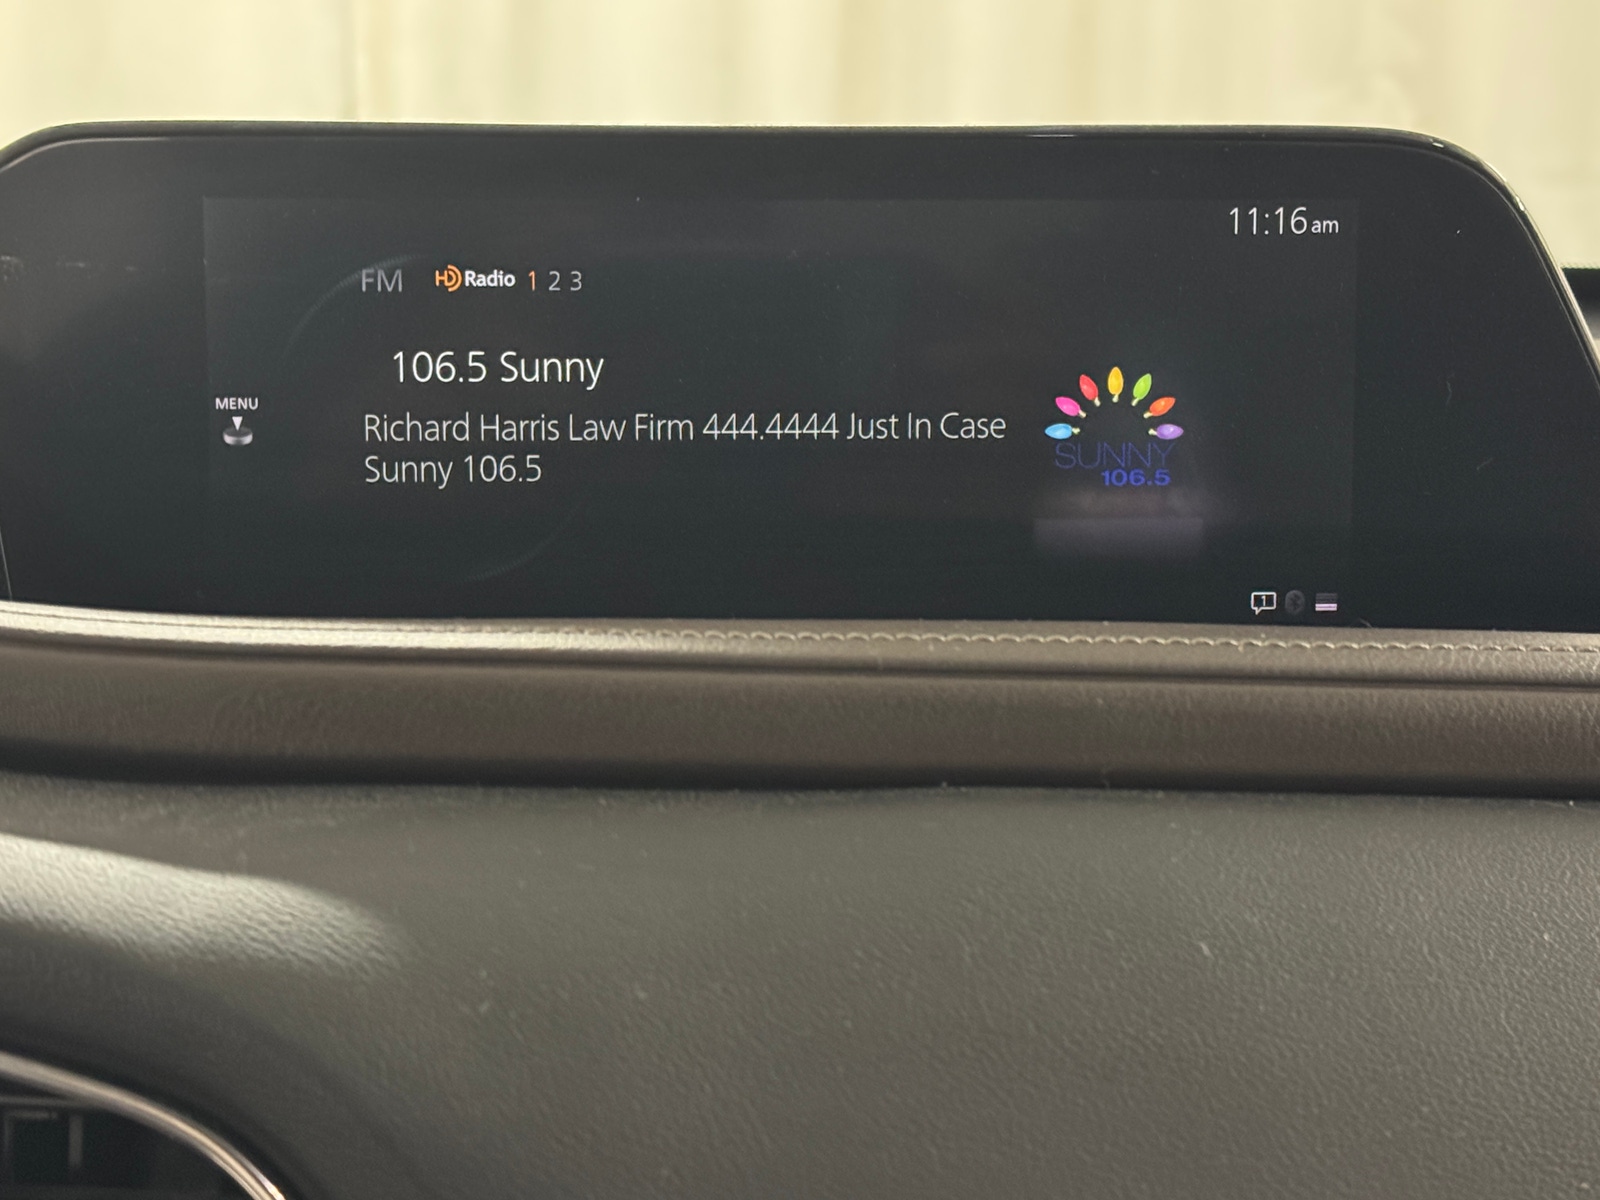 11:16am
FM HD Radio 1 2 3
106.5 Sunny
MENU
Richard Harris Law Firm 444.4444 Just In Case
Sunny 106.5
SUNNY
106.5
1